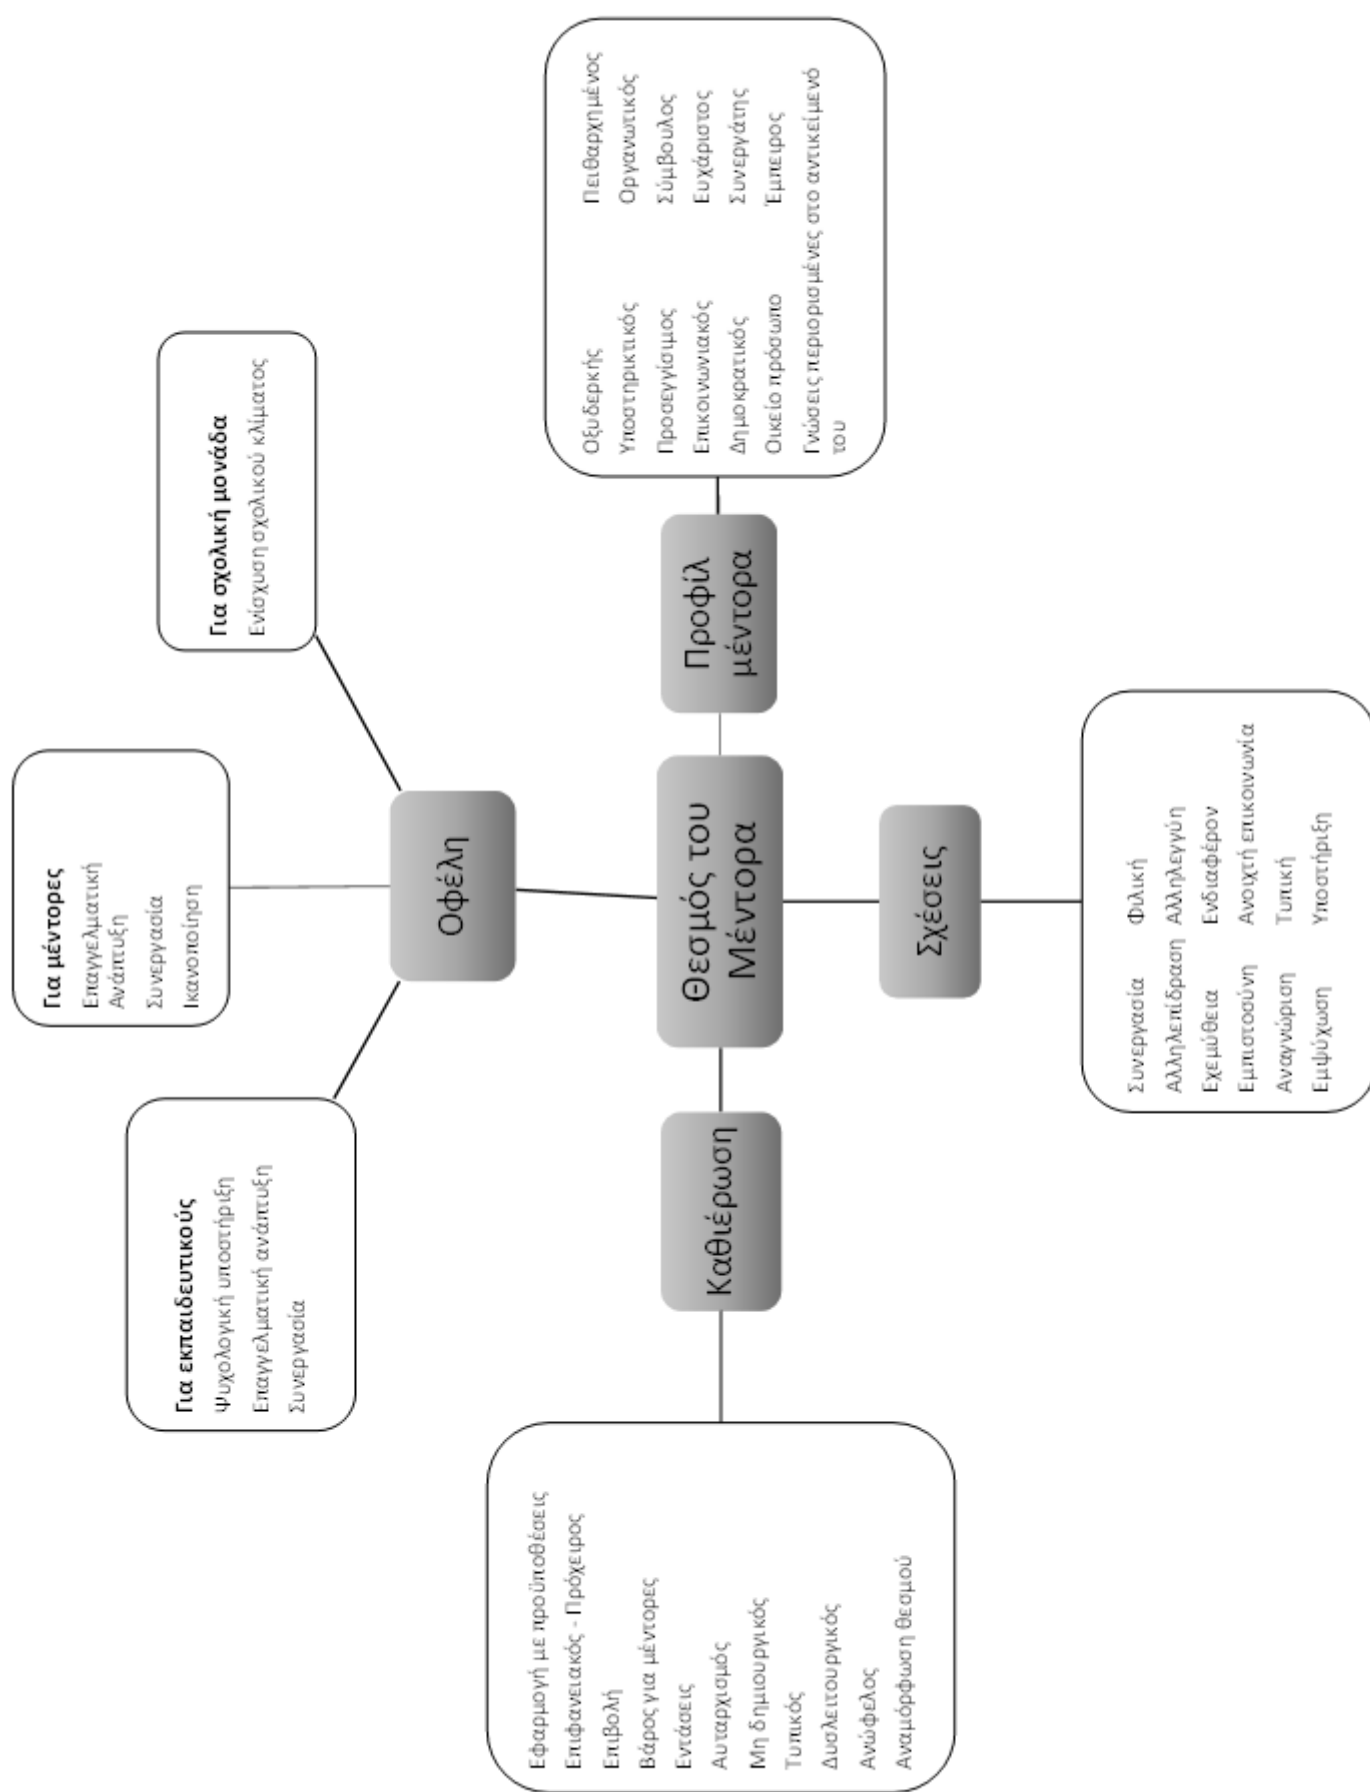 Για εκπαιδευτικούς
Ψυχολογική υποστήριξη
Επαγγελματική ανάπτυξη
Συνεργασία
Για μέντορες
Επαγγελματική
Ανάπτυξη
Συνεργασία
Ικανοποίηση
Για σχολική μονάδα
Ενίσχυση σχολικού κλίματος
Οφέλη
Εφαρμογή με προϋποθέσεις
Επιφανειακός - Πρόχειρος
Επιβολή
Βάρος για μέντορες
Εντάσεις
Αυταρχισμός
Μη δημιουργικός
Τυπικός
Δυσλειτουργικός
Ανώφελος
Αναμόρφωση θεσμού
Καθιέρωση
Θεσμός του
Μέντορα
Προφίλ
μέντορα
Οξυδερκής Πειθαρχημένος
Υποστηρικτικός Οργανωτικός
Προσεγγίσιμος Σύμβουλος
Επικοινωνιακός Ευχάριστος
Δημοκρατικός Συνεργάτης
Οικείο πρόσωπο Έμπειρος
Γνώσεις περιορισμένες στο αντικείμενό
του
Σχέσεις
Συνεργασία Φιλική
Αλληλεπίδραση Αλληλεγγύη
Εχεμύθεια Ενδιαφέρον
Εμπιστοσύνη Ανοιχτή επικοινωνία
Αναγνώριση Τυπική
Εμψύχωση Υποστήριξη